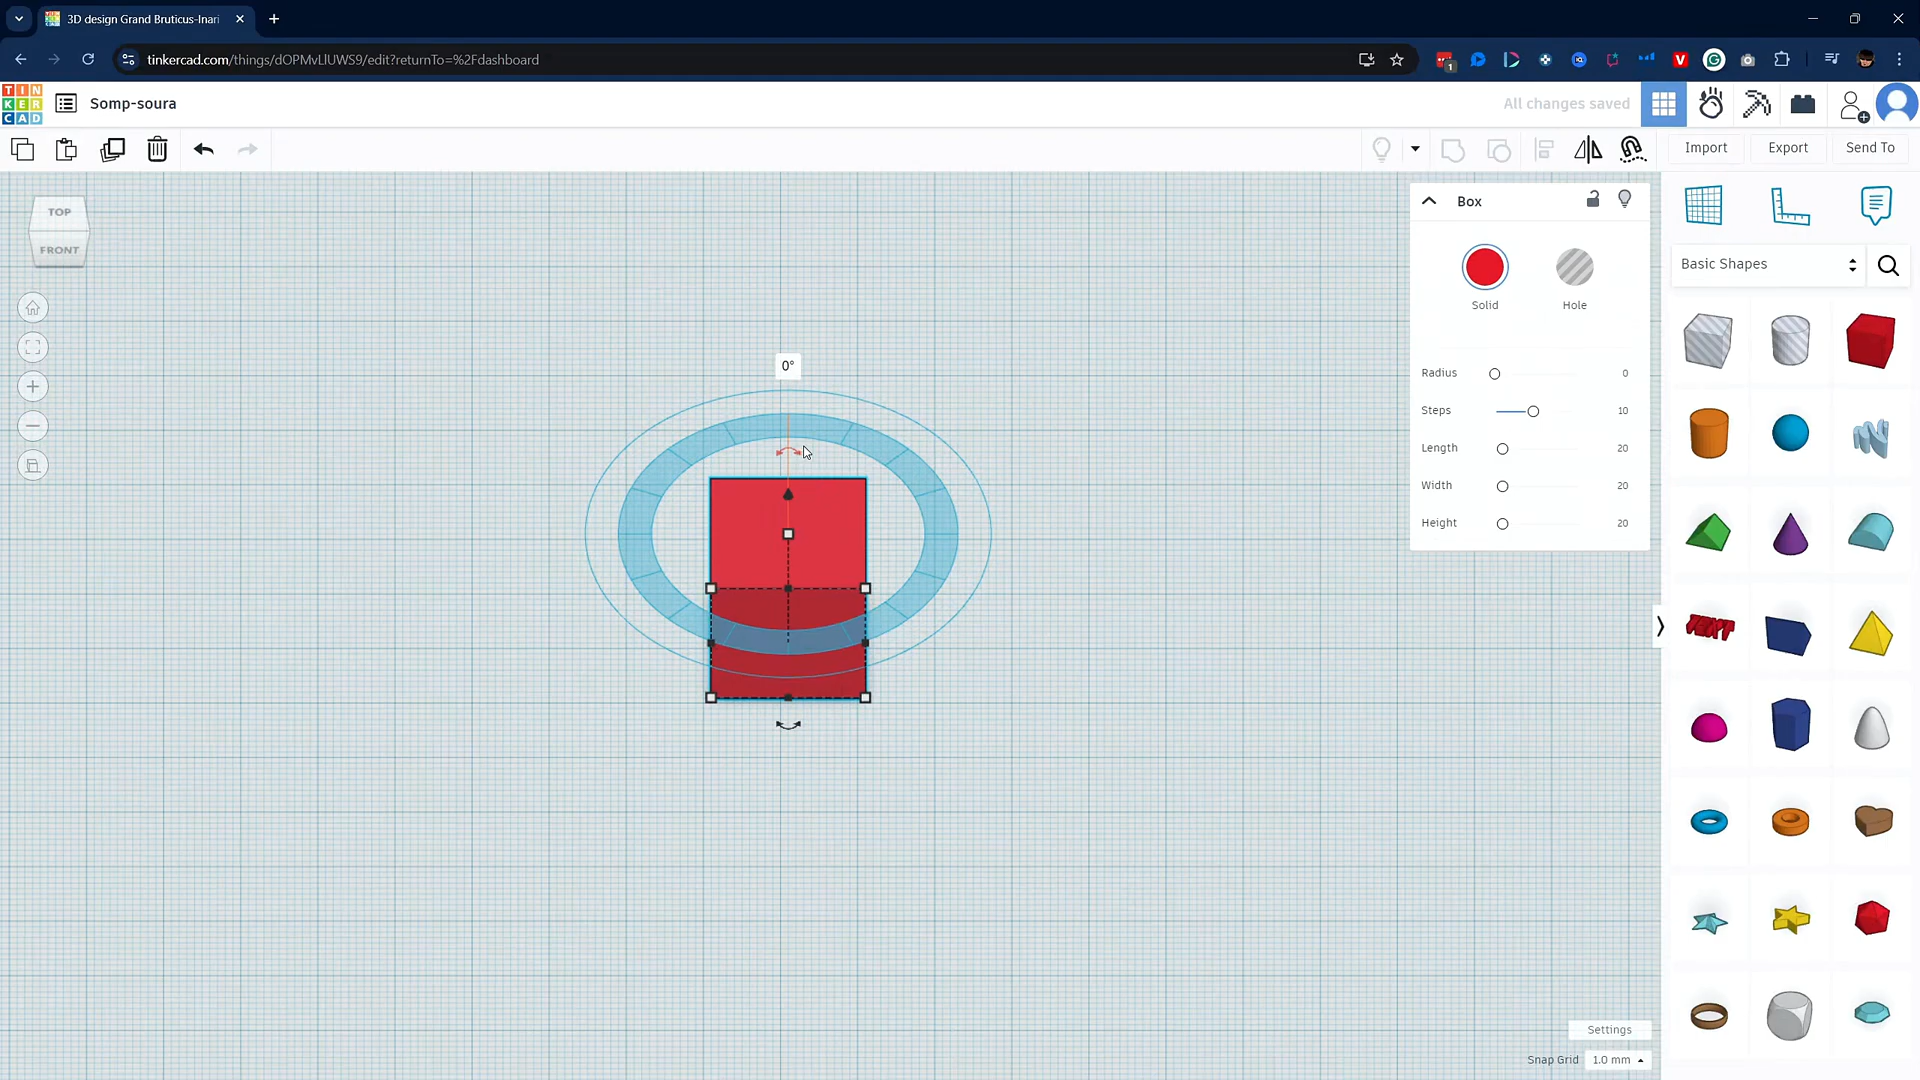 3D design Grand Bruticus-Inari
tinkercad.com/things/dOPMvLlUWS9/edit?returnTo=%2Fdashboard
1
V
TIN
KER
CAD
Somp-soura
All changes saved
Import
Export
Send To
TOP
FRONT
Box
Solid
Hole
Basic Shapes
0°
Radius 0
Steps 10
Length 20
Width 20
Height 20
TEXT
Settings
Snap Grid 1.0 mm